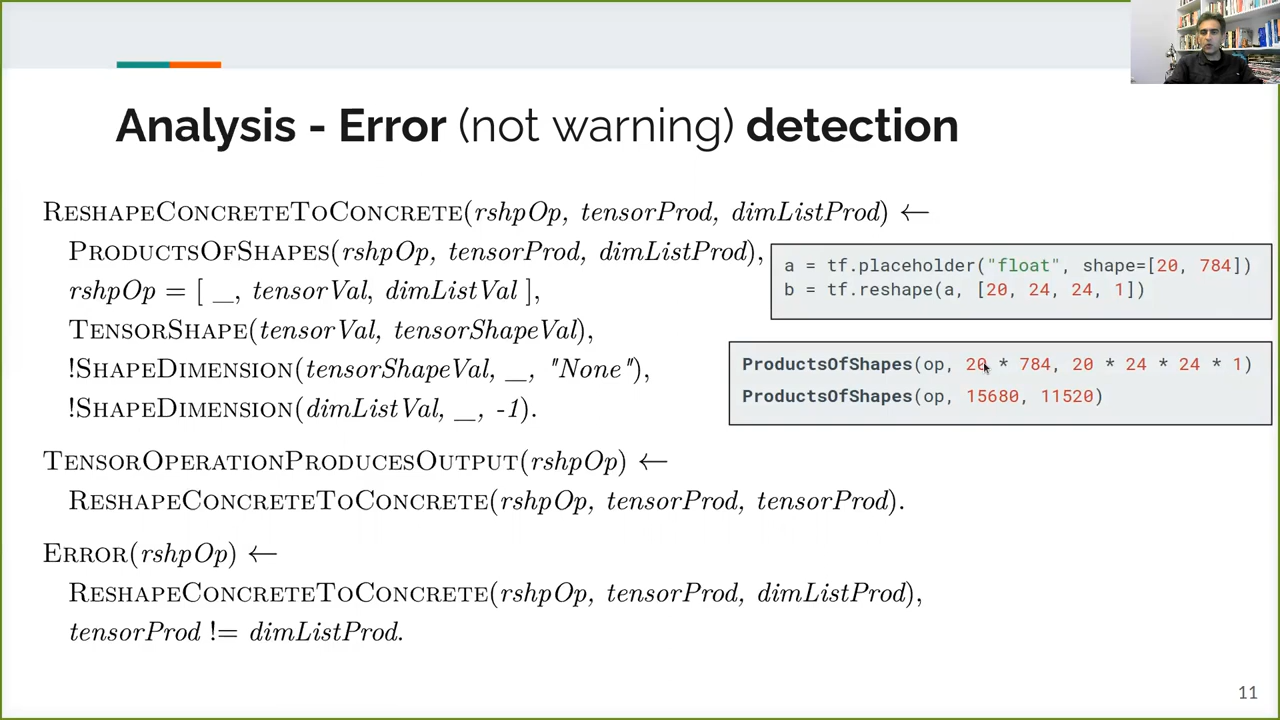 Analysis - Error (not warning) detection
RESHAPECONCRETETOCONCRETE(rshpOp, tensorProd, dimListProd) ⟵
PRODUCTSOFSHAPES(rshpOp, tensorProd, dimListProd),
rshpOp = [ _, tensorVal, dimListVal ],
TENSORSHAPE(tensorVal, tensorShapeVal),
!SHAPEDIMENSION(tensorShapeVal, _, "None"),
!SHAPEDIMENSION(dimListVal, _, -1).
a = tf.placeholder("float", shape=[20, 784])
b = tf.reshape(a, [20, 24, 24, 1])
ProductsOfShapes(op, 20 * 784, 20 * 24 * 24 * 1)
ProductsOfShapes(op, 15680, 11520)
TENSOROPERATIONPRODUCESOUTPUT(rshpOp) ⟵
RESHAPECONCRETETOCONCRETE(rshpOp, tensorProd, tensorProd).
ERROR(rshpOp) ⟵
RESHAPECONCRETETOCONCRETE(rshpOp, tensorProd, dimListProd),
tensorProd != dimListProd.
11